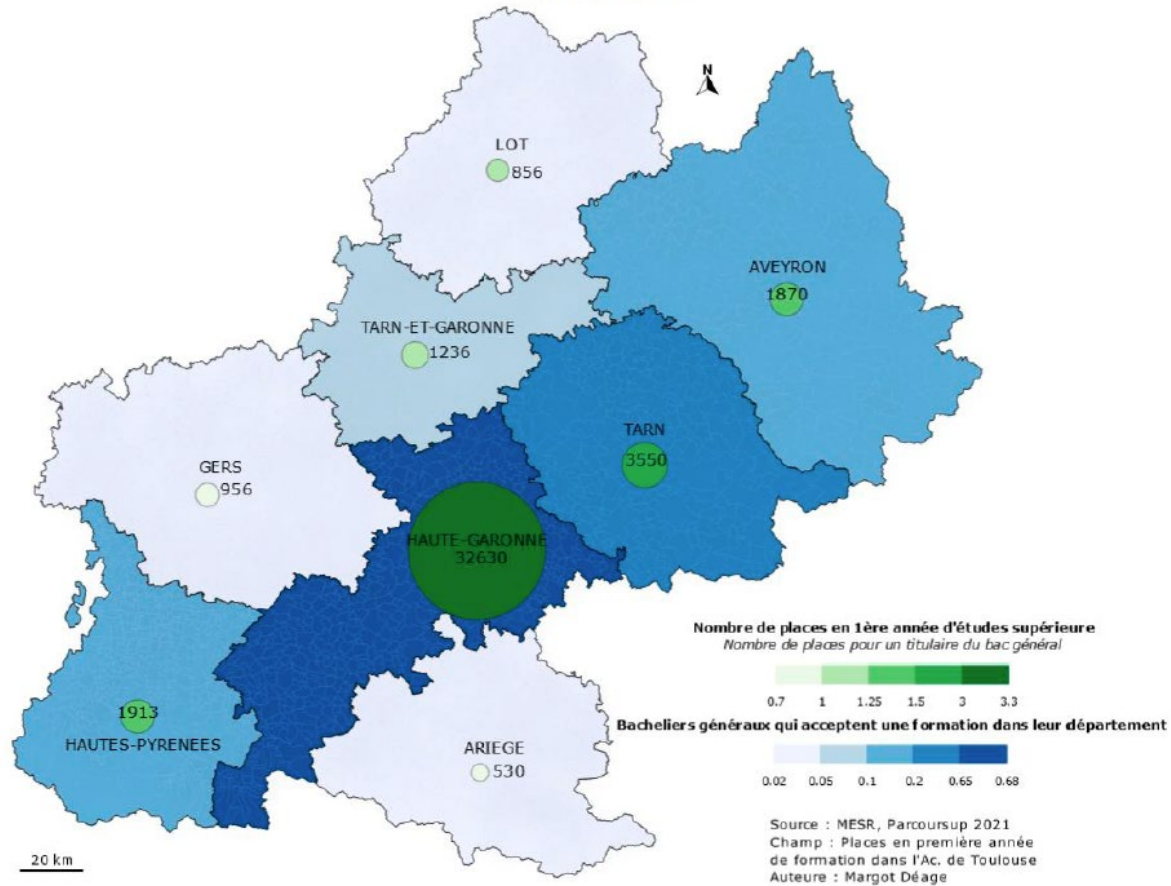 N
LOT
856
AVEYRON
1870
TARN-ET-GARONNE
1236
TARN
3550
GERS
956
HAUTE-GARONNE
32630
1913
HAUTES-PYRENEES
ARIEGE
530
20 km
Nombre de places en 1ère année d'études supérieure
Nombre de places pour un titulaire du bac général
0.7 1 1.25 1.5 3 3.3
Bacheliers généraux qui acceptent une formation dans leur département
0.02 0.05 0.1 0.2 0.65 0.68
Source : MESR, Parcoursup 2021
Champ : Places en première année
de formation dans l'Ac. de Toulouse
Auteure : Margot Déage